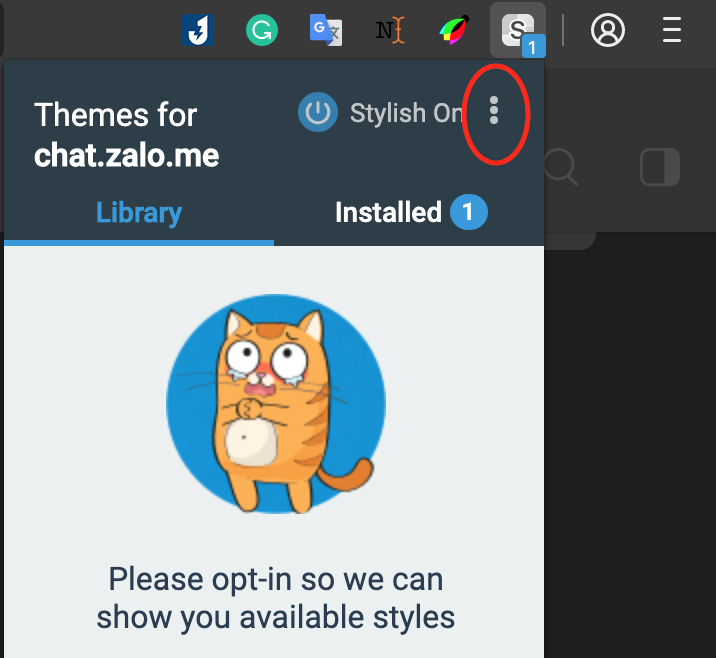 1
Themes for
chat.zalo.me
Stylish On
Library
Installed 1
Please opt-in so we can
show you available styles